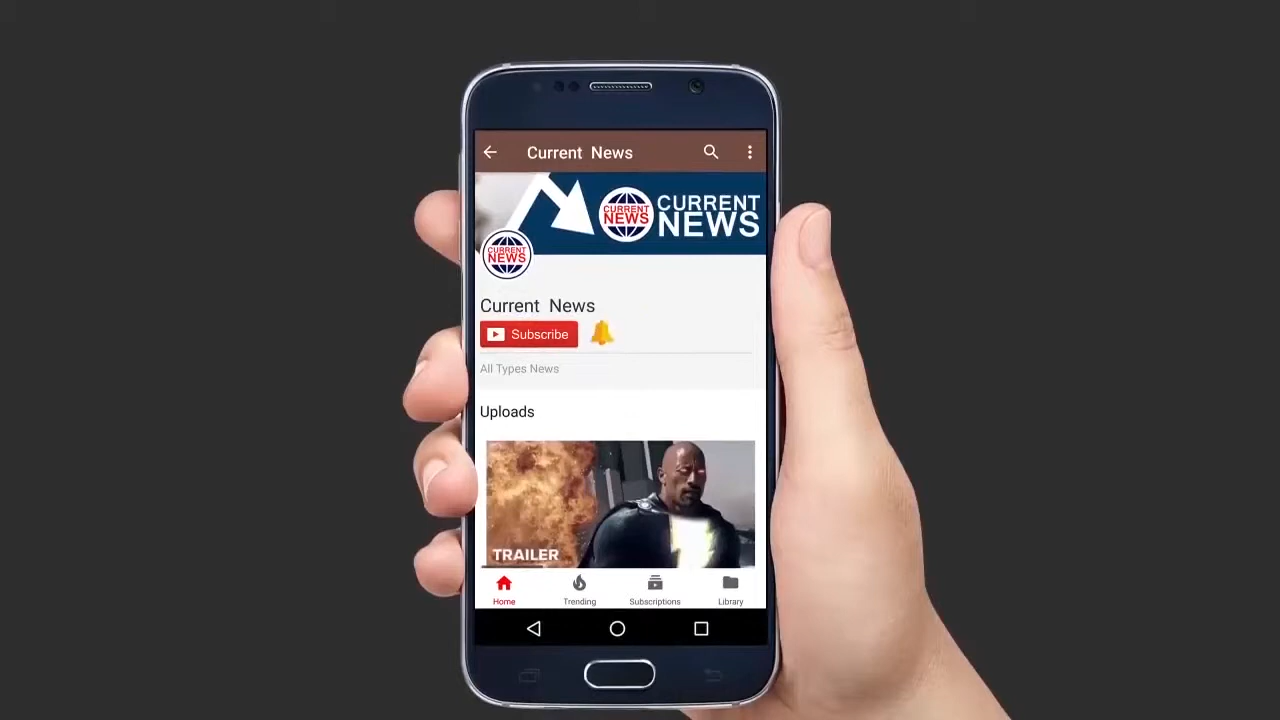 Current News
CURRENT
NEWS
CURRENT
NEWS
CURRENT
NEWS
Current News
Subscribe
All Types News
Uploads
TRAILER
Home
Trending
Subscriptions
Library